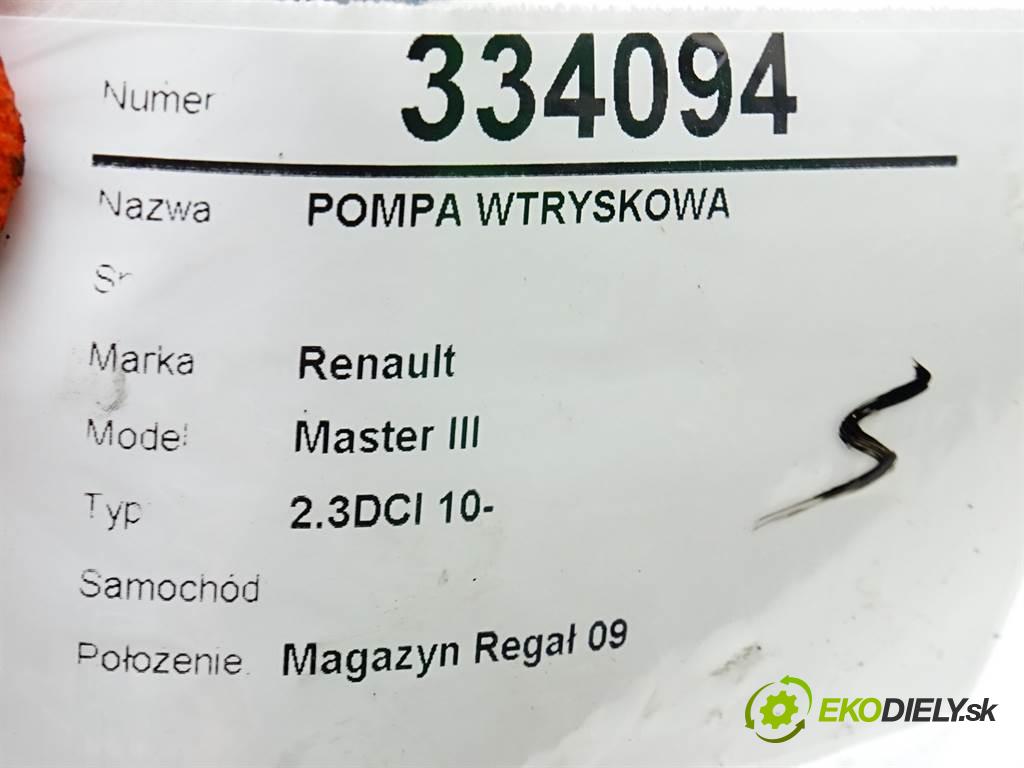 Numer 334094
Nazwa POMPA WTRYSKOWA
Marka Renault
Model Master III
Typ 2.3DCI 10-
Samochód
Położenie Magazyn Regał 09
EKODIELY.sk